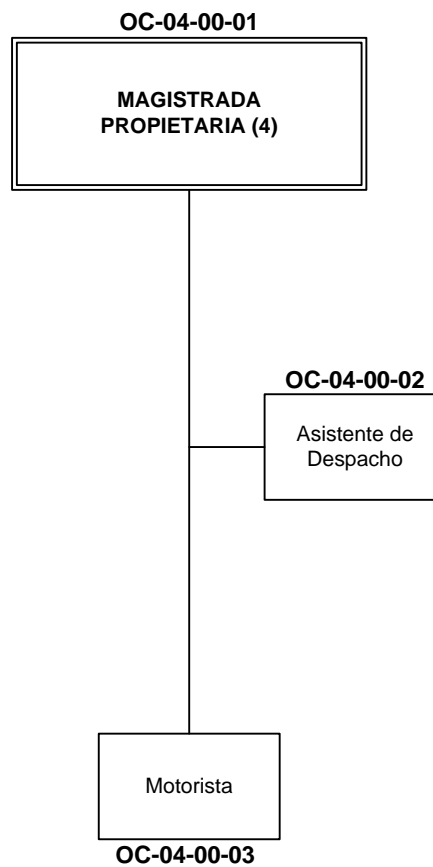 OC-04-00-01
MAGISTRADA
PROPIETARIA (4)
OC-04-00-02
Asistente de
Despacho
Motorista
OC-04-00-03